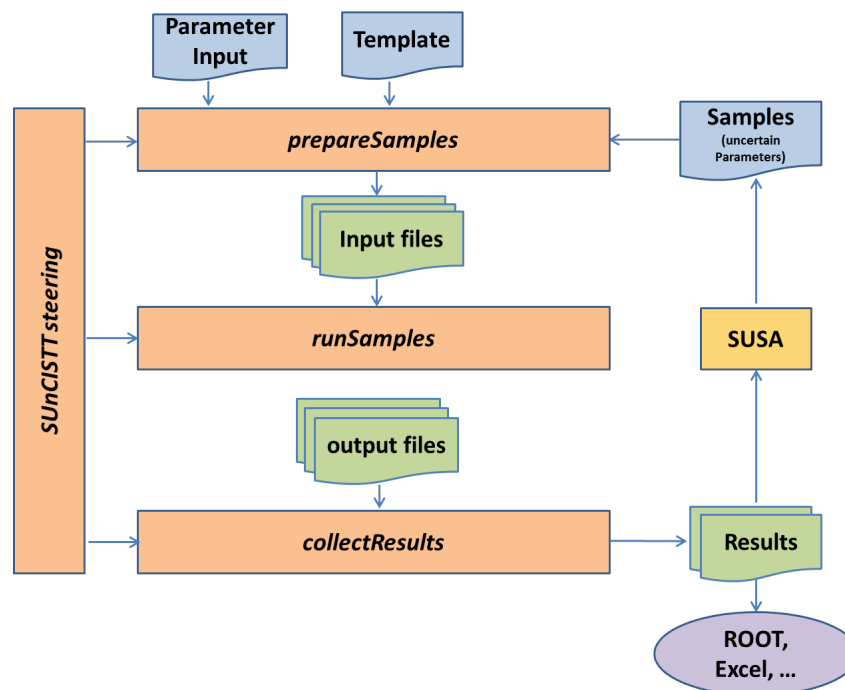 Parameter
Input
Template
Samples
(uncertain
Parameters)
prepareSamples
Input files
SUnCISTT steering
runSamples
SUSA
output files
collectResults
Results
ROOT,
Excel, ...